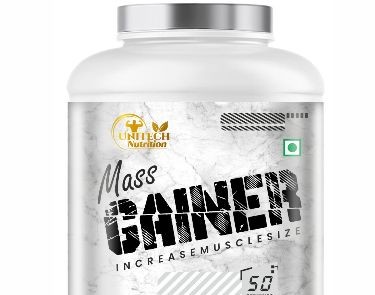 UNITECH
Nutrition
Mass
GAINER
INCREASEMUSCLESIZE
50